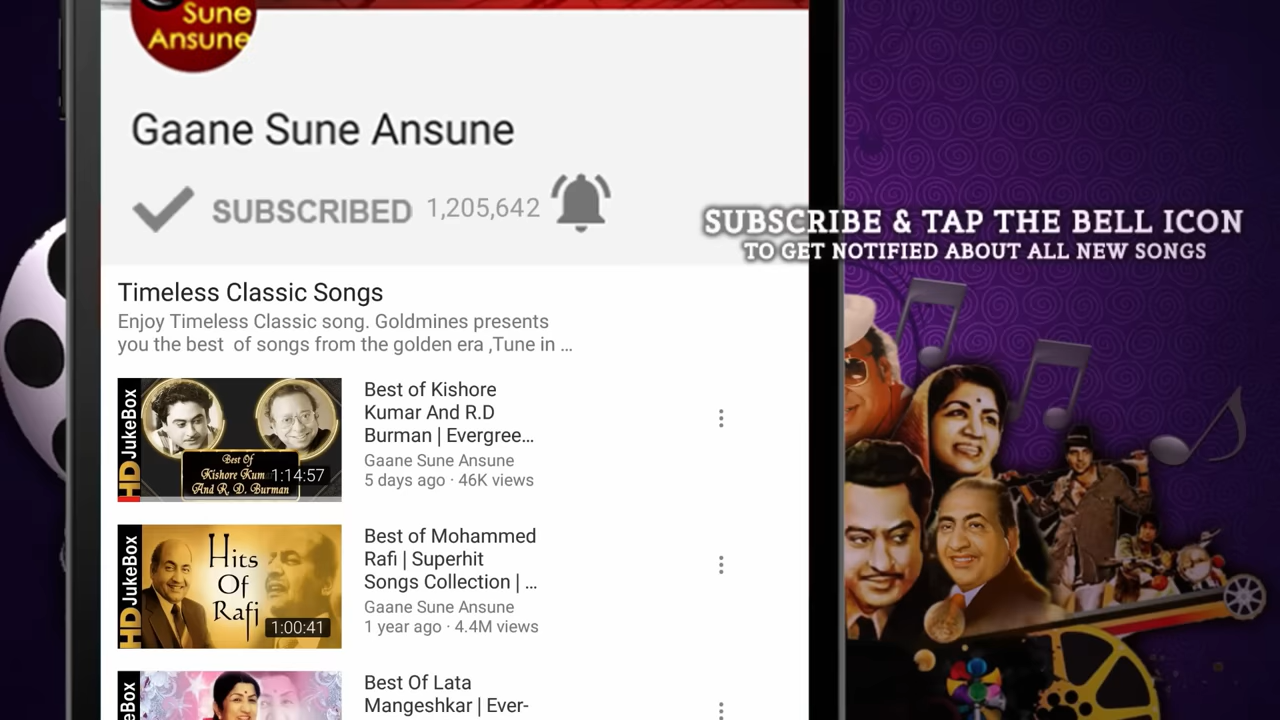 Sune
Ansune
Gaane Sune Ansune
SUBSCRIBED 1,205,642
SUBSCRIBE & TAP THE BELL ICON
TO GET NOTIFIED ABOUT ALL NEW SONGS
Timeless Classic Songs
Enjoy Timeless Classic song. Goldmines presents
you the best of songs from the golden era ,Tune in ...
HD JukeBox
Best Of
Kishore Kum
And R. D. Burman
1:14:57
Best of Kishore
Kumar And R.D
Burman | Evergree...
Gaane Sune Ansune
5 days ago · 46K views
HD JukeBox
Hits
Of
Rafi
1:00:41
Best of Mohammed
Rafi | Superhit
Songs Collection | ...
Gaane Sune Ansune
1 year ago · 4.4M views
eBox
Best Of Lata
Mangeshkar | Ever-